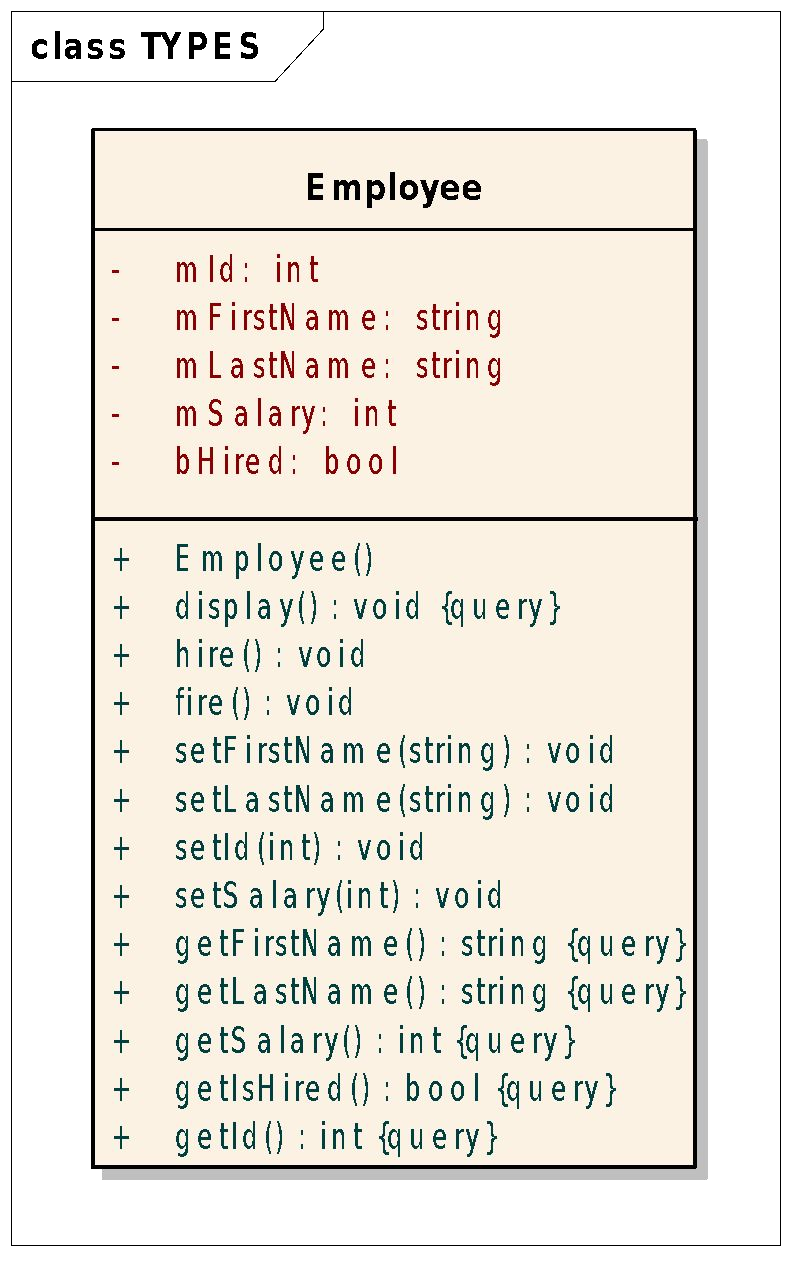 class TYPES
Employee
- mId: int
- mFirstName: string
- mLastName: string
- mSalary: int
- bHired: bool
+ Employee()
+ display() : void {query}
+ hire() : void
+ fire() : void
+ setFirstName(string) : void
+ setLastName(string) : void
+ setId(int) : void
+ setSalary(int) : void
+ getFirstName() : string {query}
+ getLastName() : string {query}
+ getSalary() : int {query}
+ getIsHired() : bool {query}
+ getId() : int {query}